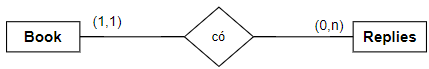 Book
(1,1)
có
(0,n)
Replies